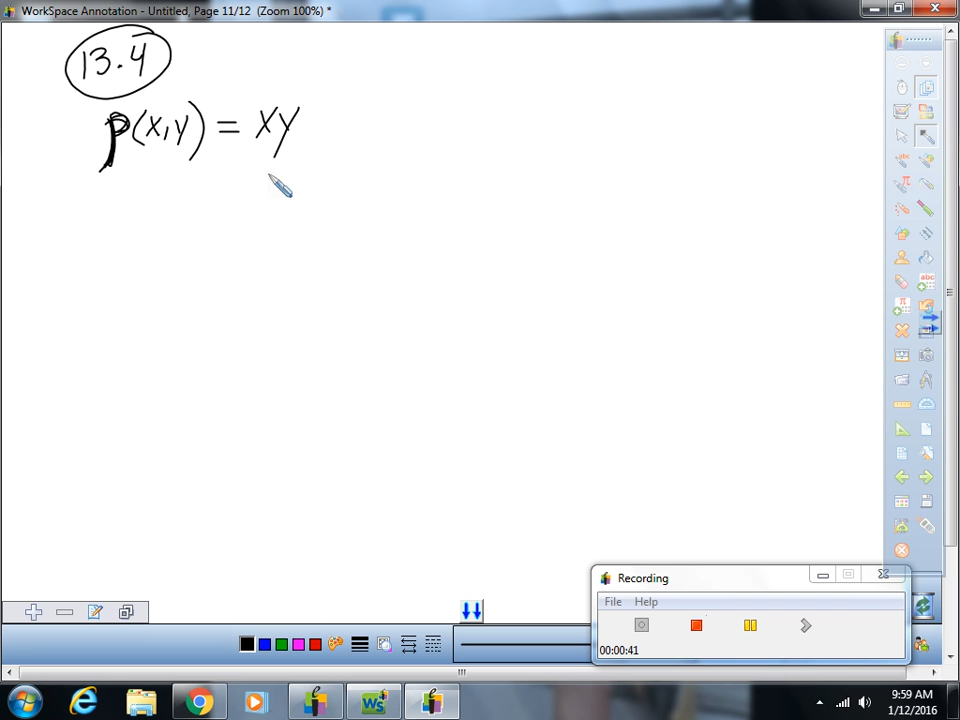 WorkSpace Annotation - Untitled, Page 11/12 (Zoom 100%) *
13.4
p(x,y) = xy
Recording
File Help
00:00:41
9:59 AM
1/12/2016